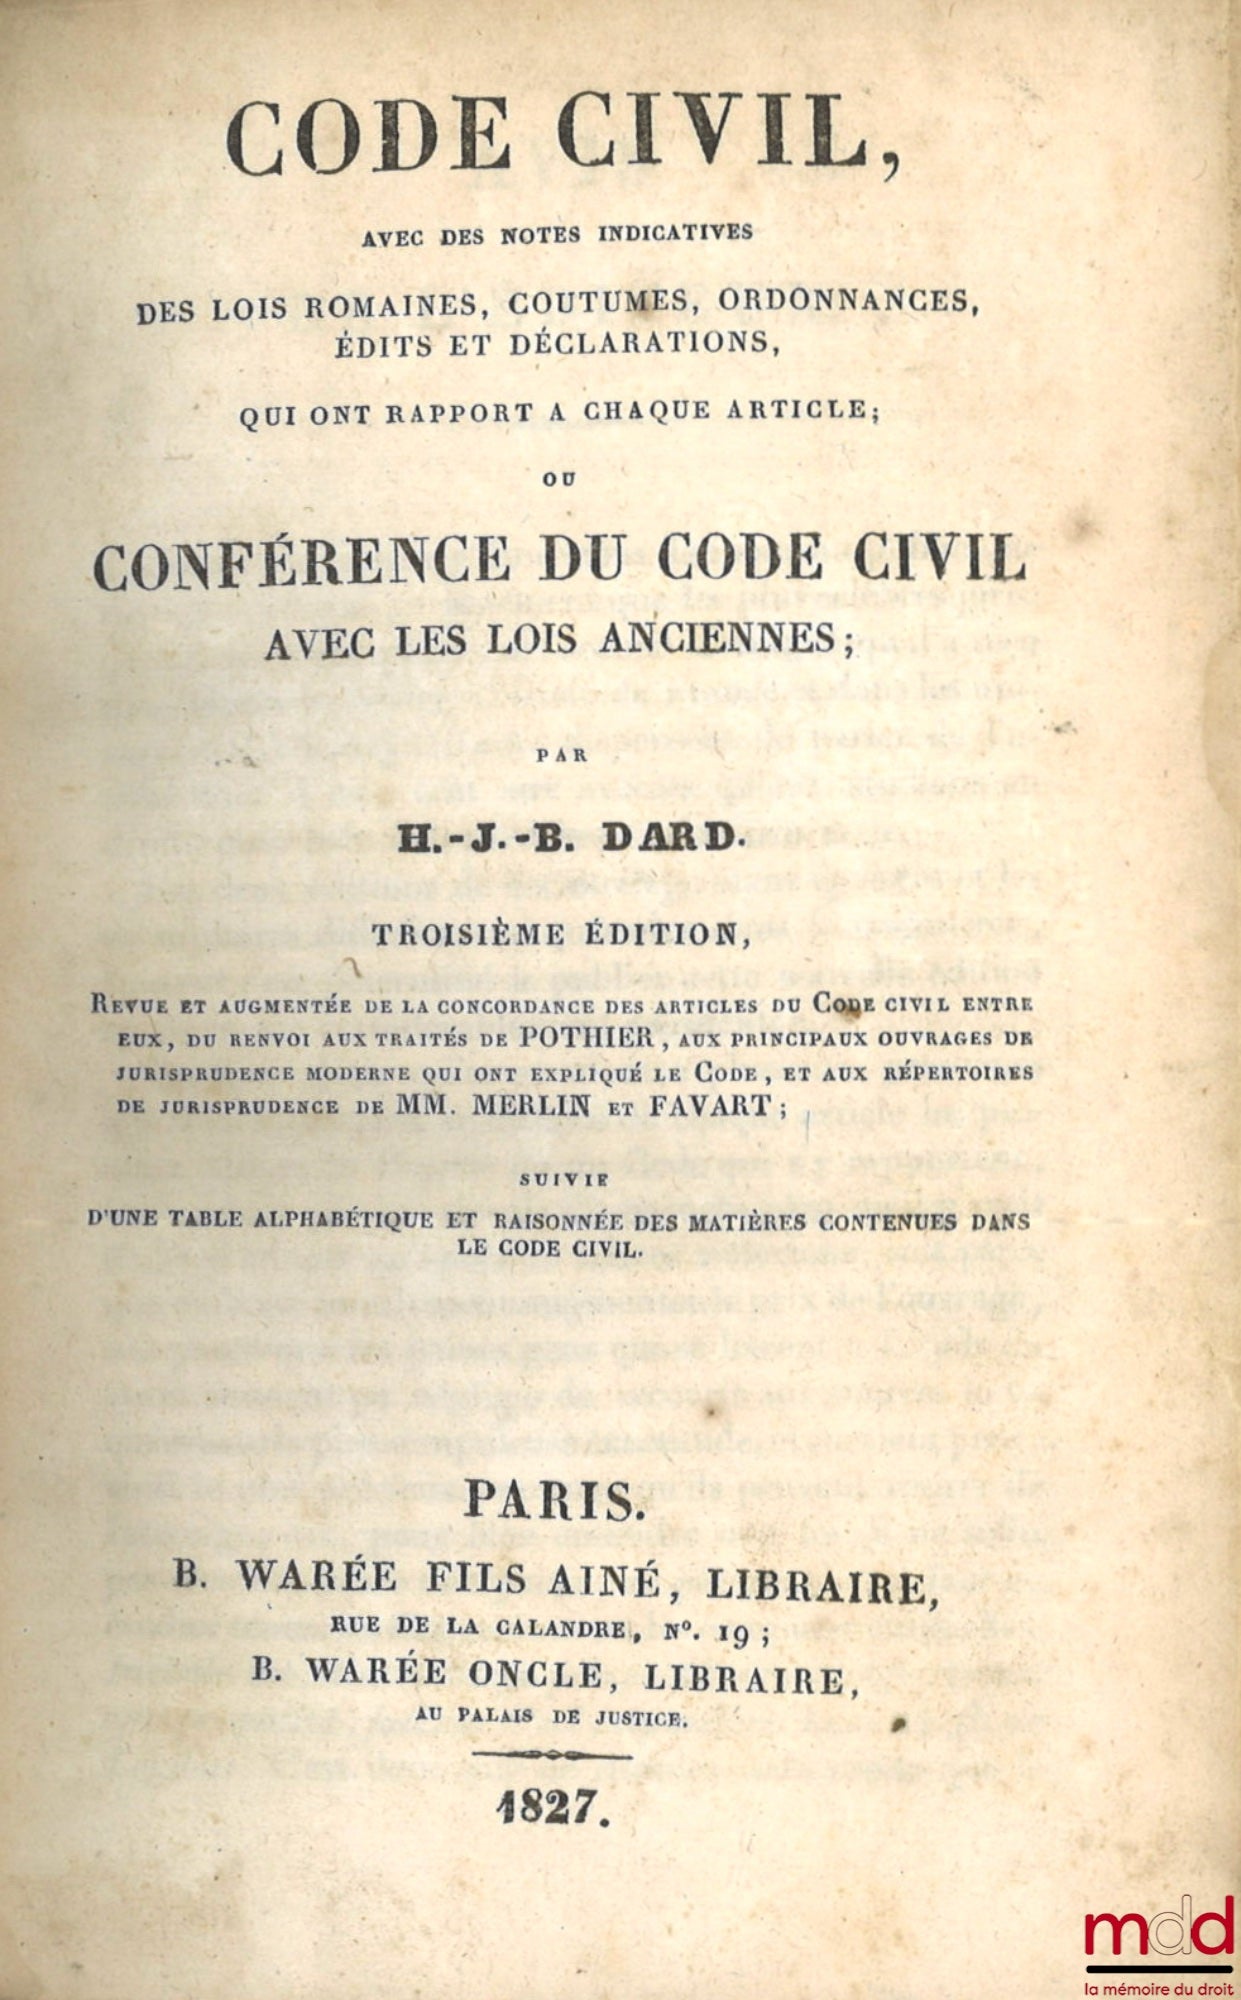 CODE CIVIL,
AVEC DES NOTES INDICATIVES
DES LOIS ROMAINES, COUTUMES, ORDONNANCES,
ÉDITS ET DÉCLARATIONS,
QUI ONT RAPPORT A CHAQUE ARTICLE;
OU
CONFÉRENCE DU CODE CIVIL
AVEC LES LOIS ANCIENNES;
PAR
H.-J.-B. DARD.
TROISIÈME ÉDITION,
REVUE ET AUGMENTÉE DE LA CONCORDANCE DES ARTICLES DU CODE CIVIL ENTRE
EUX, DU RENVOI AUX TRAITÉS DE POTHIER, AUX PRINCIPAUX OUVRAGES DE
JURISPRUDENCE MODERNE QUI ONT EXPLIQUÉ LE CODE, ET AUX RÉPERTOIRES
DE JURISPRUDENCE DE MM. MERLIN ET FAVART;
SUIVIE
D'UNE TABLE ALPHABÉTIQUE ET RAISONNÉE DES MATIÈRES CONTENUES DANS
LE CODE CIVIL.
PARIS.
B. WARÉE FILS AINÉ, LIBRAIRE,
RUE DE LA CALANDRE, N°. 19;
B. WARÉE ONCLE, LIBRAIRE,
AU PALAIS DE JUSTICE.
1827.
mdd
la mémoire du droit